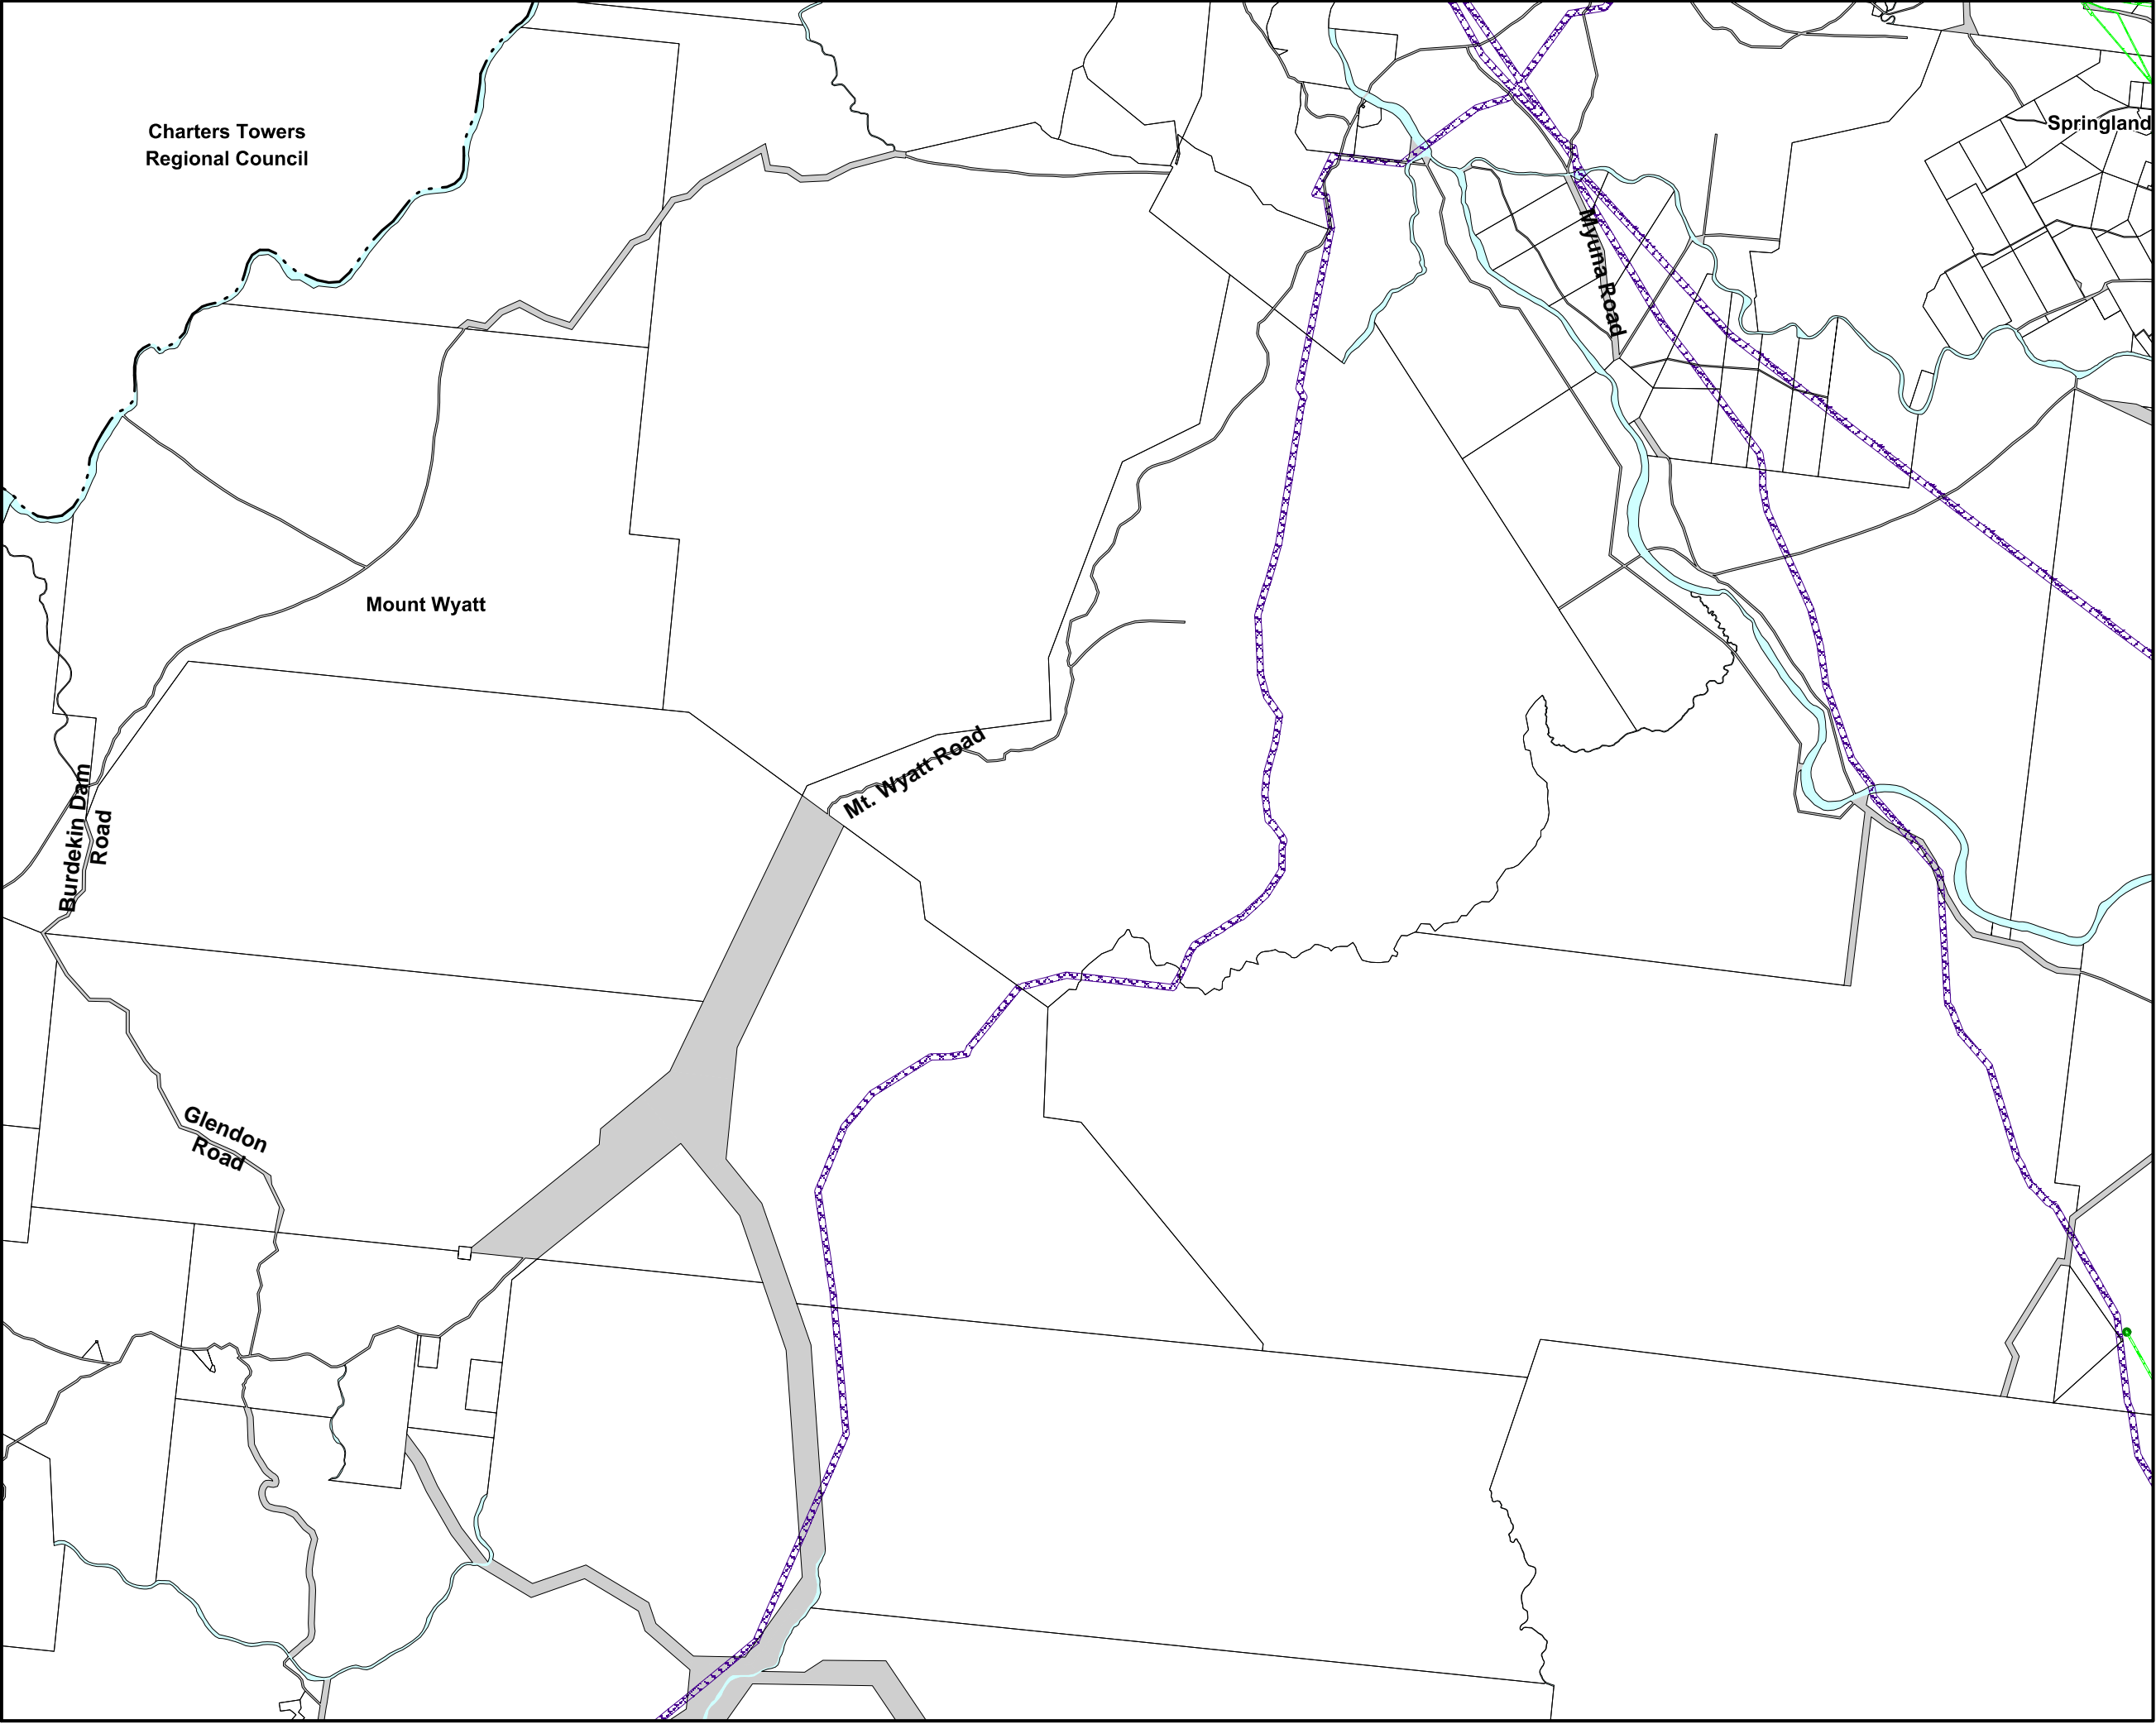 Charters Towers
Regional Council
Springland
Myuna Road
Mount Wyatt
Mt. Wyatt Road
Burdekin Dam
Road
Glendon
Road